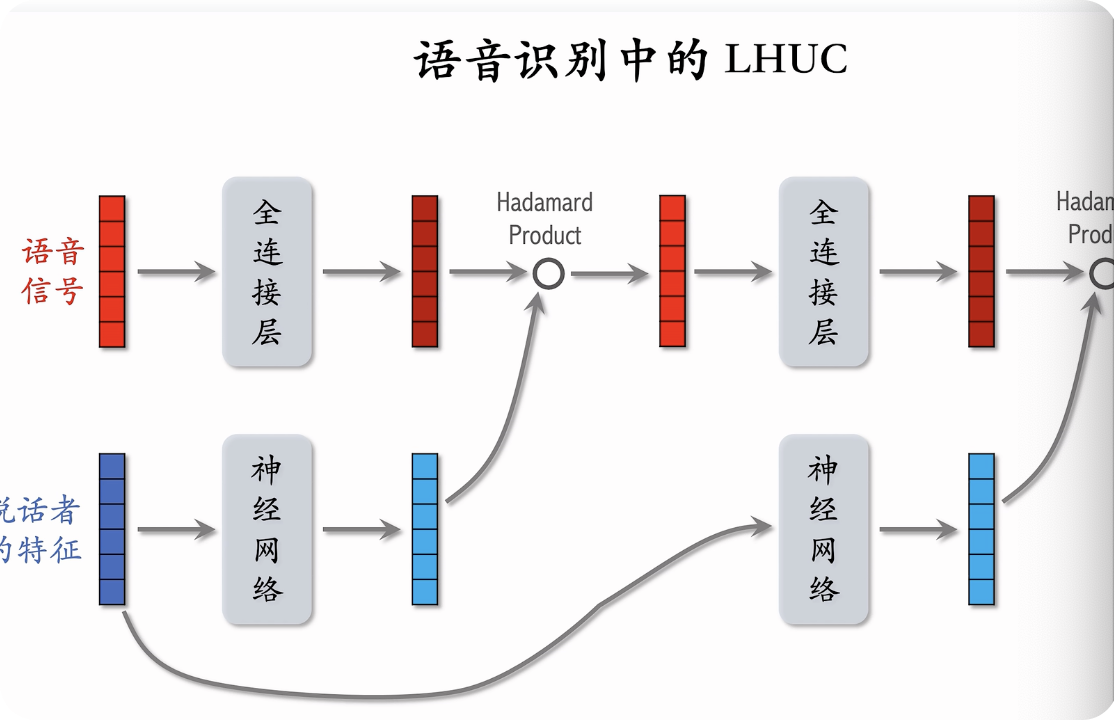 语音识别中的 LHUC
Hadamard
Product
Hadam
Prod
语音
信号
全
连
接
层
全
连
接
层
说话者
的特征
神
经
网
络
神
经
网
络